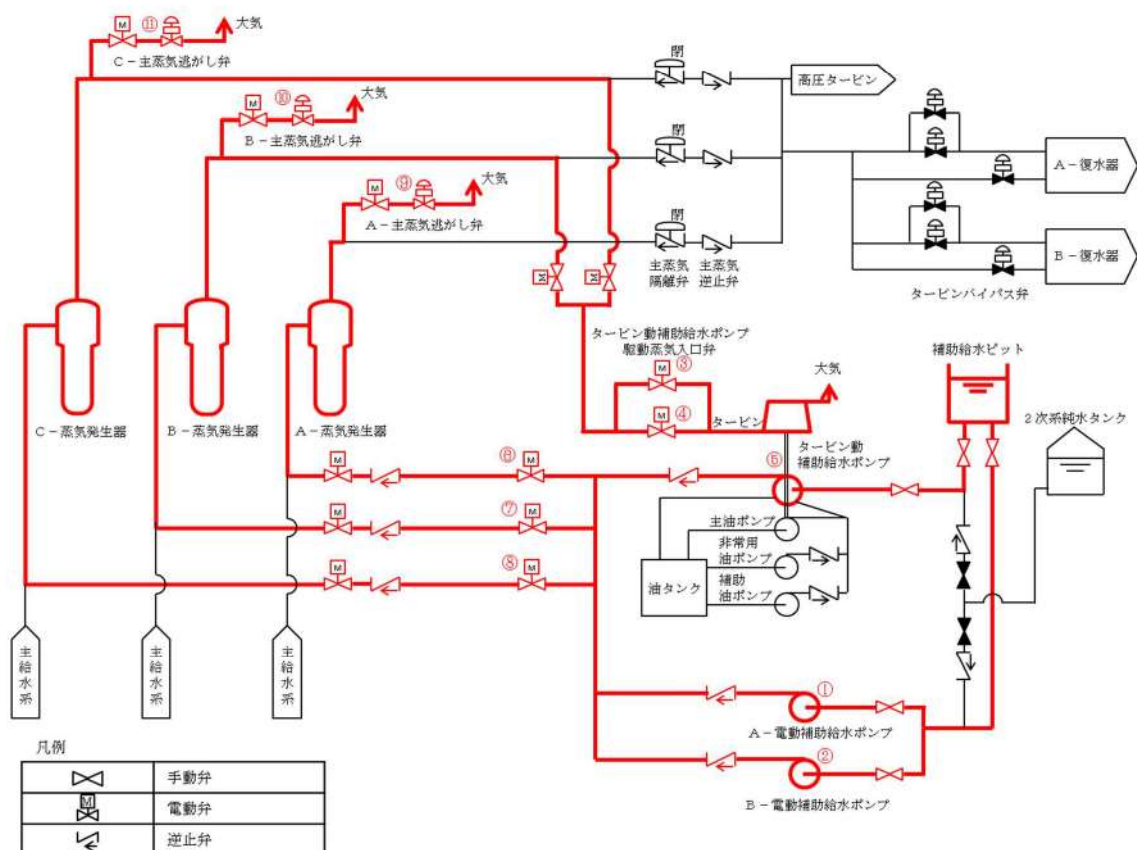 大気
M
⑪
C-主蒸気逃がし弁
閉
高圧タービン
大気
M
⑩
B-主蒸気逃がし弁
閉
A-復水器
大気
M
⑨
A-主蒸気逃がし弁
閉
主蒸気
隔離弁
主蒸気
逆止弁
B-復水器
タービンバイパス弁
M
M
タービン動補助給水ポンプ
駆動蒸気入口弁
M
③
M
④
タービン
大気
補助給水ピット
2次系純水タンク
C-蒸気発生器
B-蒸気発生器
A-蒸気発生器
タービン動
補助給水ポンプ
⑤
M
⑥
M
M
⑦
M
M
⑧
M
主油ポンプ
非常用
油ポンプ
補助
油ポンプ
油タンク
主給水系
主給水系
主給水系
①
A-電動補助給水ポンプ
②
B-電動補助給水ポンプ
凡例
手動弁
M
電動弁
逆止弁